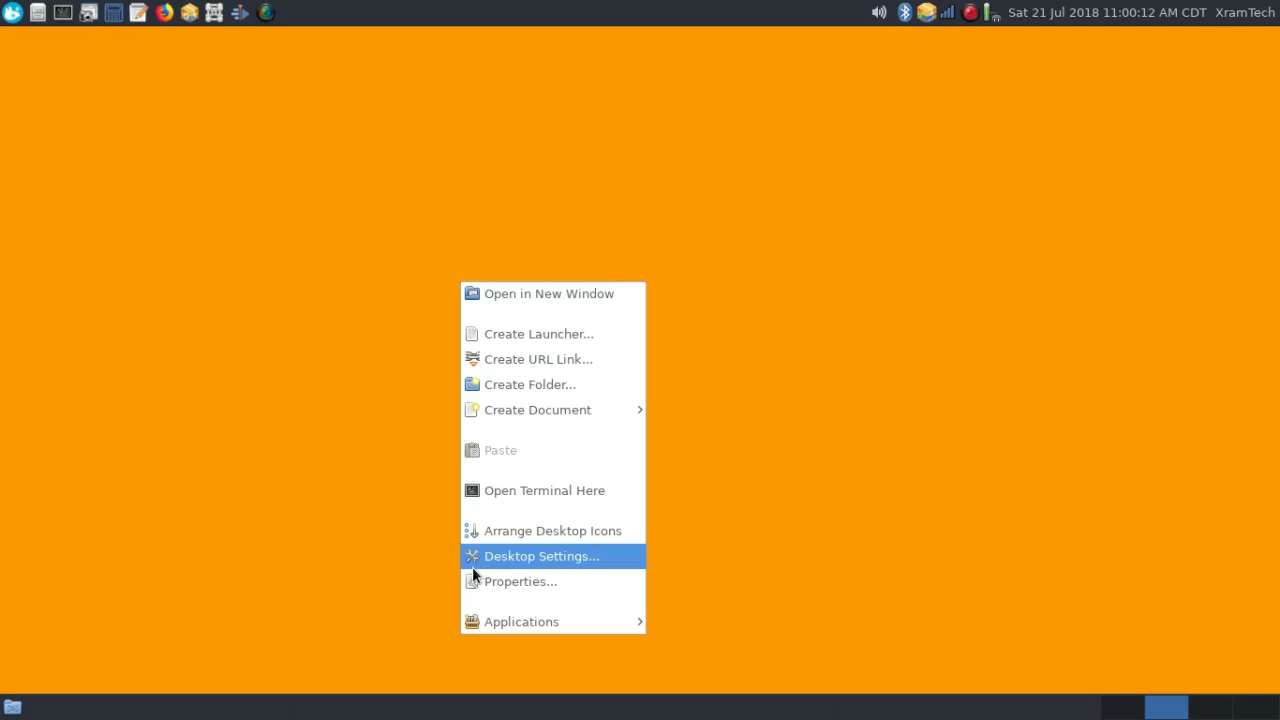 Sat 21 Jul 2018 11:00:12 AM CDT XramTech
Open in New Window
Create Launcher...
Create URL Link...
Create Folder...
Create Document
Paste
Open Terminal Here
Arrange Desktop Icons
Desktop Settings...
Properties...
Applications